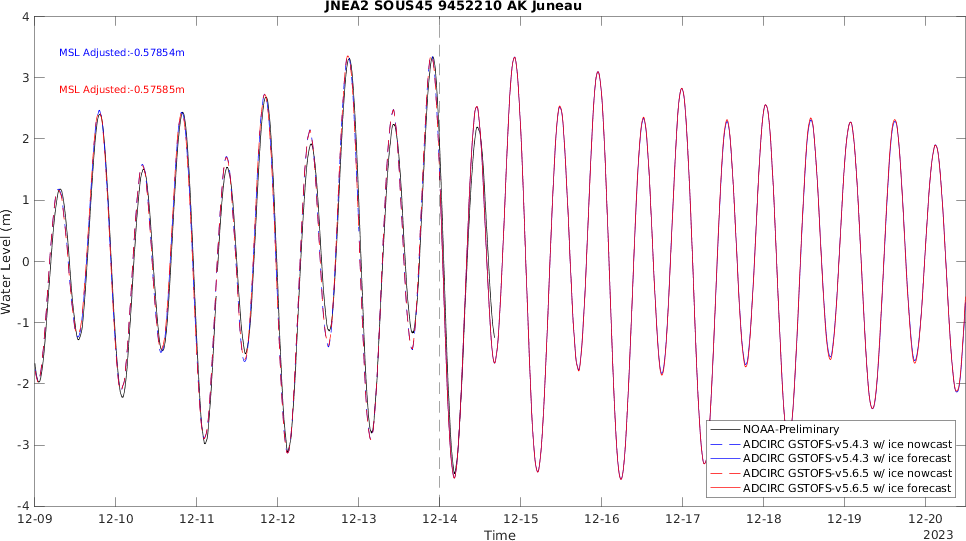 JNEA2 SOUS45 9452210 AK Juneau
4
3
2
1
0
-1
-2
-3
-4
Water Level (m)
MSL Adjusted:-0.57854m
MSL Adjusted:-0.57585m
NOAA-Preliminary
ADCIRC GSTOFS-v5.4.3 w/ ice nowcast
ADCIRC GSTOFS-v5.4.3 w/ ice forecast
ADCIRC GSTOFS-v5.6.5 w/ ice nowcast
ADCIRC GSTOFS-v5.6.5 w/ ice forecast
12-09 12-10 12-11 12-12 12-13 12-14 12-15 12-16 12-17 12-18 12-19 12-20
Time
2023